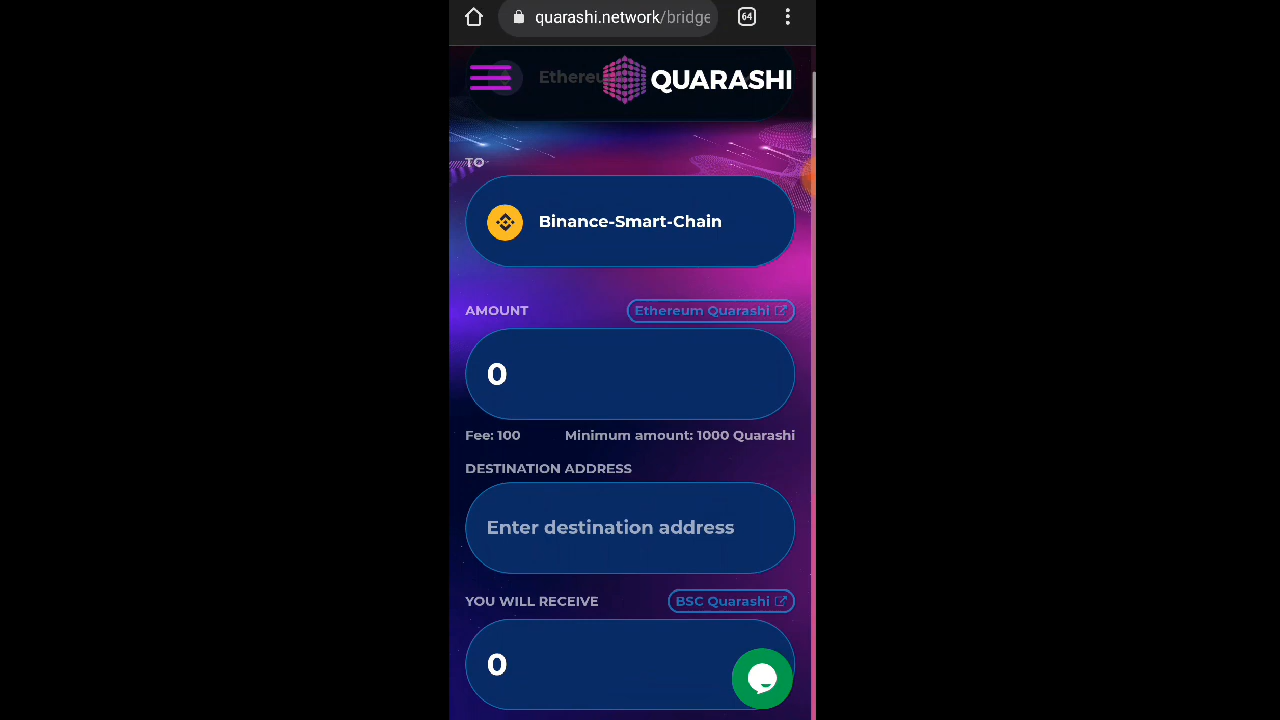 quarashi.network/bridge
64
Ethereu
QUARASHI
TO
Binance-Smart-Chain
AMOUNT
Ethereum Quarashi
0
Fee: 100
Minimum amount: 1000 Quarashi
DESTINATION ADDRESS
Enter destination address
YOU WILL RECEIVE
BSC Quarashi
0